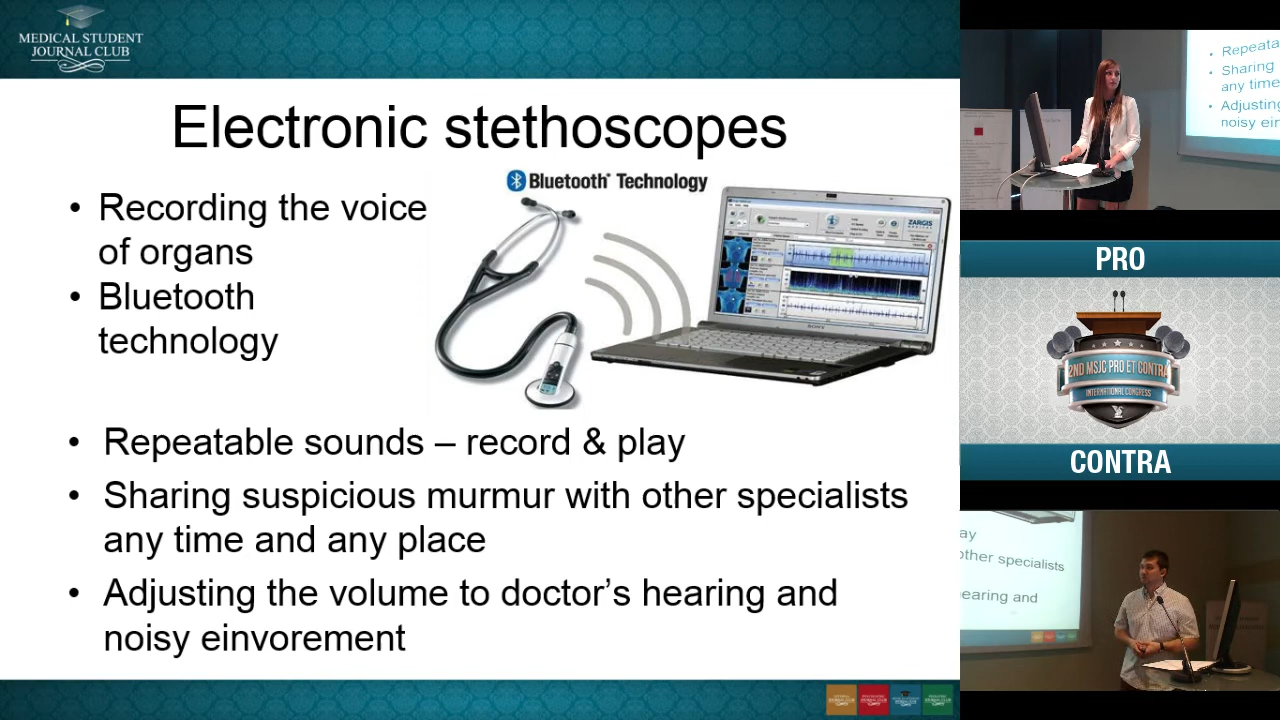 MEDICAL STUDENT
JOURNAL CLUB
Electronic stethoscopes
• Recording the voice
of organs
• Bluetooth
technology
Bluetooth® Technology
ZARGIS
SONY
• Repeatable sounds – record & play
• Sharing suspicious murmur with other specialists
any time and any place
• Adjusting the volume to doctor's hearing and
noisy einvorement
• Repeata
• Sharing
any time
• Adjusting
noisy ein
PRO
2ND MSJC PRO ET CONTRA
INTERNATIONAL CONGRESS
CONTRA
ay
other specialists
earing and